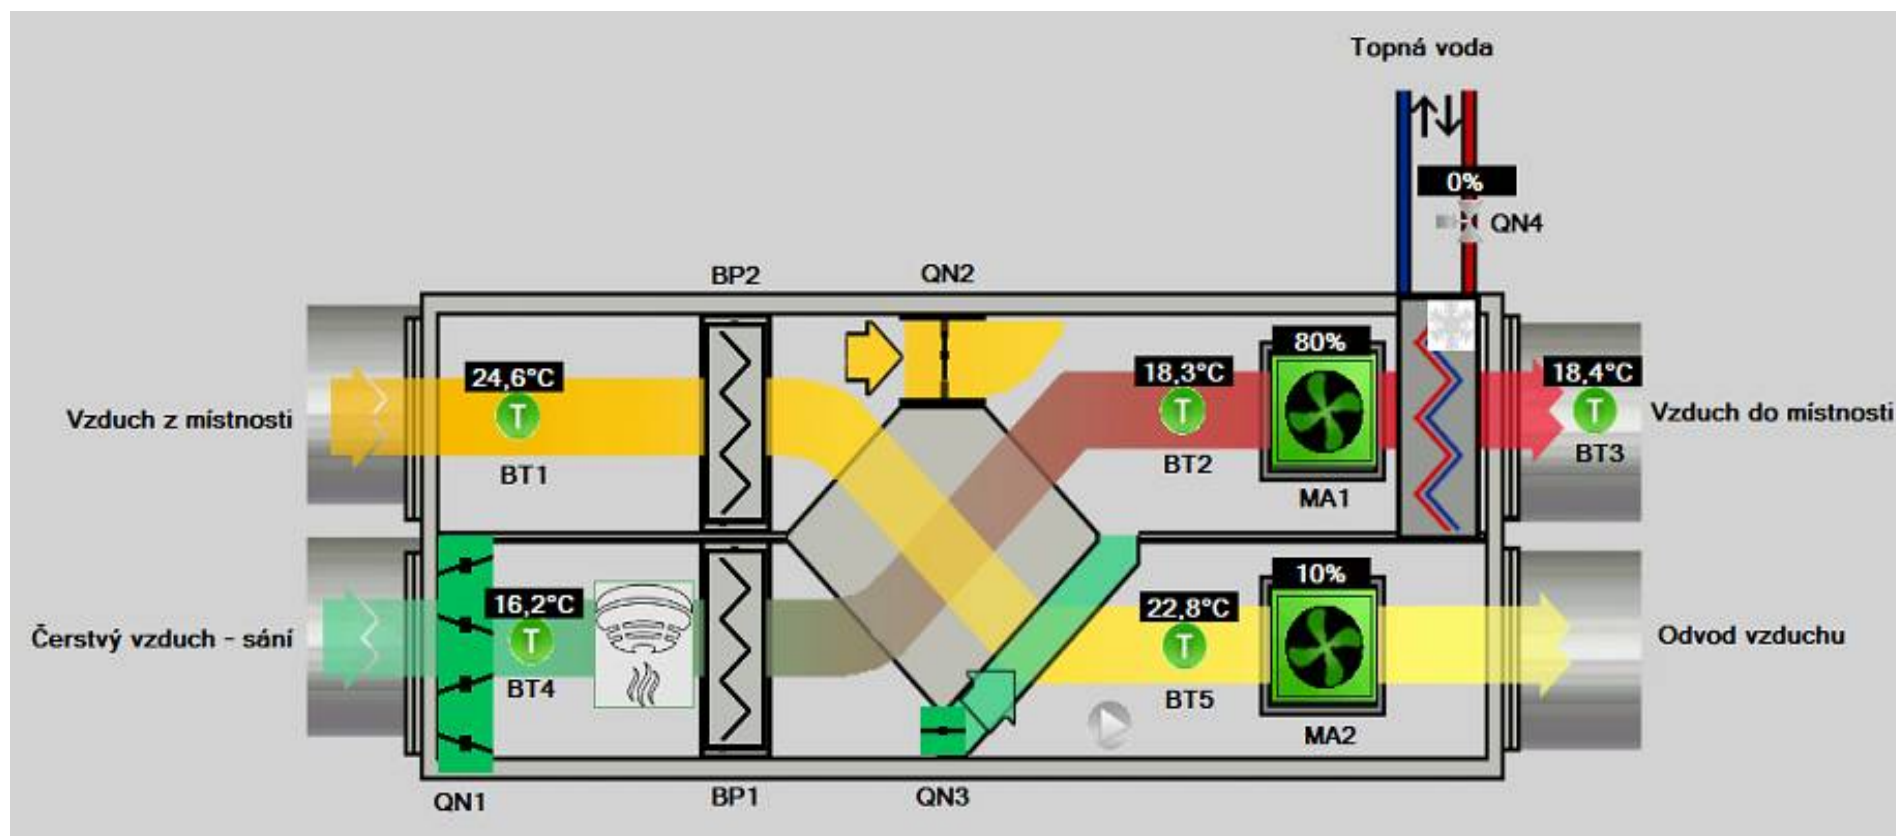 Topná voda
0%
QN4
BP2
QN2
24,6°C
T
BT1
18,3°C
T
BT2
80%
MA1
18,4°C
T
BT3
Vzduch z místnosti
Vzduch do místnosti
16,2°C
T
BT4
22,8°C
T
BT5
10%
MA2
Čerstvý vzduch - sání
Odvod vzduchu
QN1
BP1
QN3